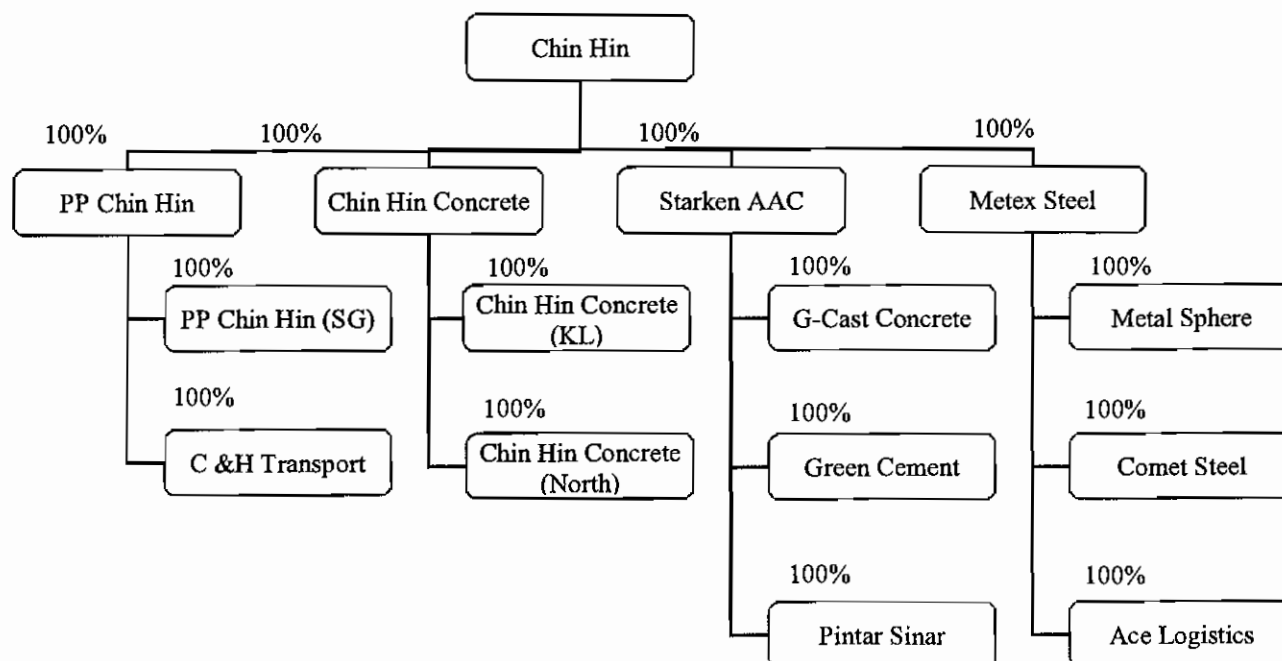 Chin Hin
100%
100%
100%
100%
PP Chin Hin
Chin Hin Concrete
Starken AAC
Metex Steel
100%
100%
100%
100%
PP Chin Hin (SG)
Chin Hin Concrete
(KL)
G-Cast Concrete
Metal Sphere
100%
100%
100%
100%
C &H Transport
Chin Hin Concrete
(North)
Green Cement
Comet Steel
100%
100%
Pintar Sinar
Ace Logistics